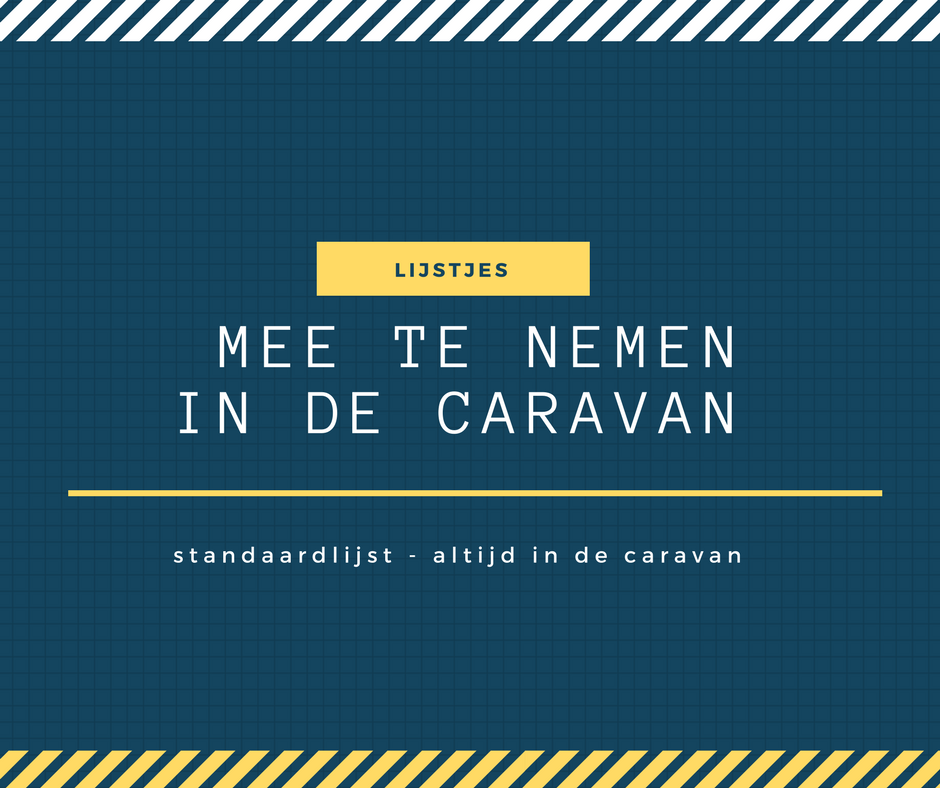 LIJSTJES
MEE TE NEMEN
IN DE CARAVAN
standaardlijst - altijd in de caravan